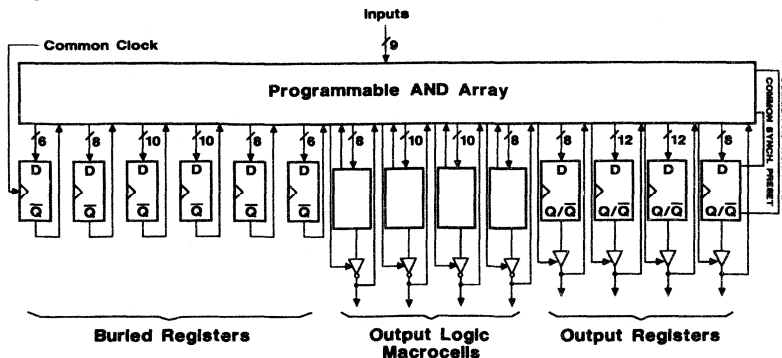 Inputs
Common Clock
9
Programmable AND Array
COMMON SYNCH. PRESET
6 8 10 10 8 6 8 10 10 8 8 12 12 8
D D D D D D D D D D
Q̅ Q̅ Q̅ Q̅ Q̅ Q̅ Q/Q̅ Q/Q̅ Q/Q̅ Q/Q̅
Buried Registers
Output Logic
Macrocells
Output Registers